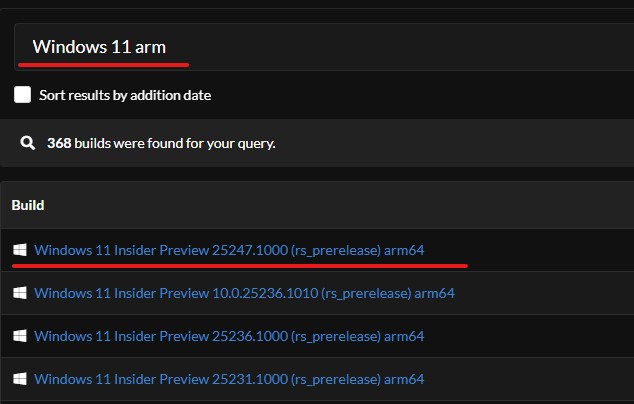 Windows 11 arm
Sort results by addition date
368 builds were found for your query.
Build
Windows 11 Insider Preview 25247.1000 (rs_prerelease) arm64
Windows 11 Insider Preview 10.0.25236.1010 (rs_prerelease) arm64
Windows 11 Insider Preview 25236.1000 (rs_prerelease) arm64
Windows 11 Insider Preview 25231.1000 (rs_prerelease) arm64